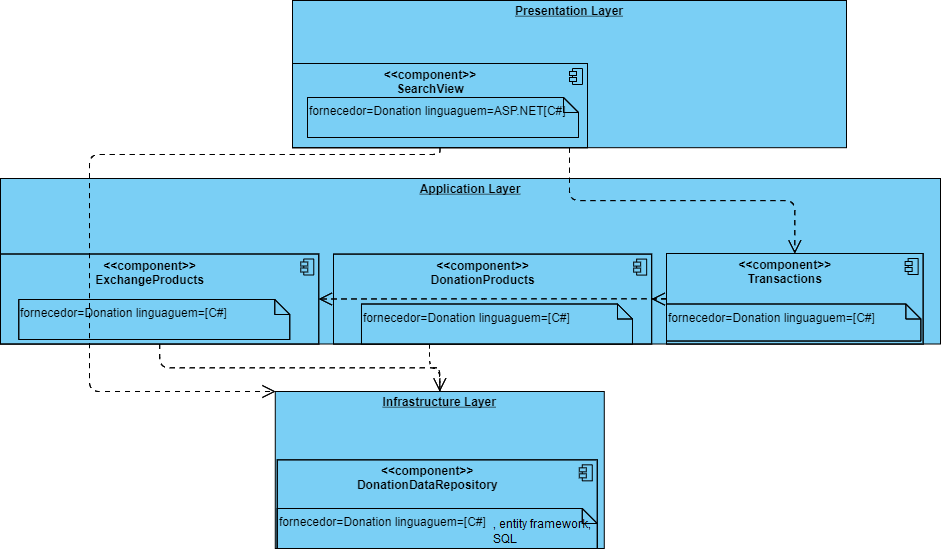 Presentation Layer
<<component>>
SearchView
fornecedor=Donation linguaguem=ASP.NET[C#]
Application Layer
<<component>>
ExchangeProducts
fornecedor=Donation linguaguem=[C#]
<<component>>
DonationProducts
fornecedor=Donation linguaguem=[C#]
<<component>>
Transactions
fornecedor=Donation linguaguem=[C#]
Infrastructure Layer
<<component>>
DonationDataRepository
fornecedor=Donation linguaguem=[C#] , entity framework,
SQL